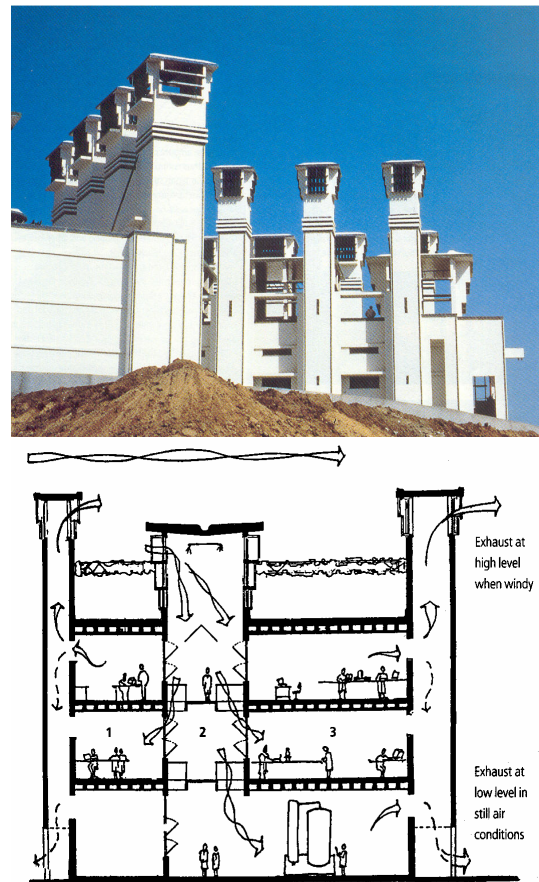 Exhaust at
high level
when windy
1 2 3
Exhaust at
low level in
still air
conditions